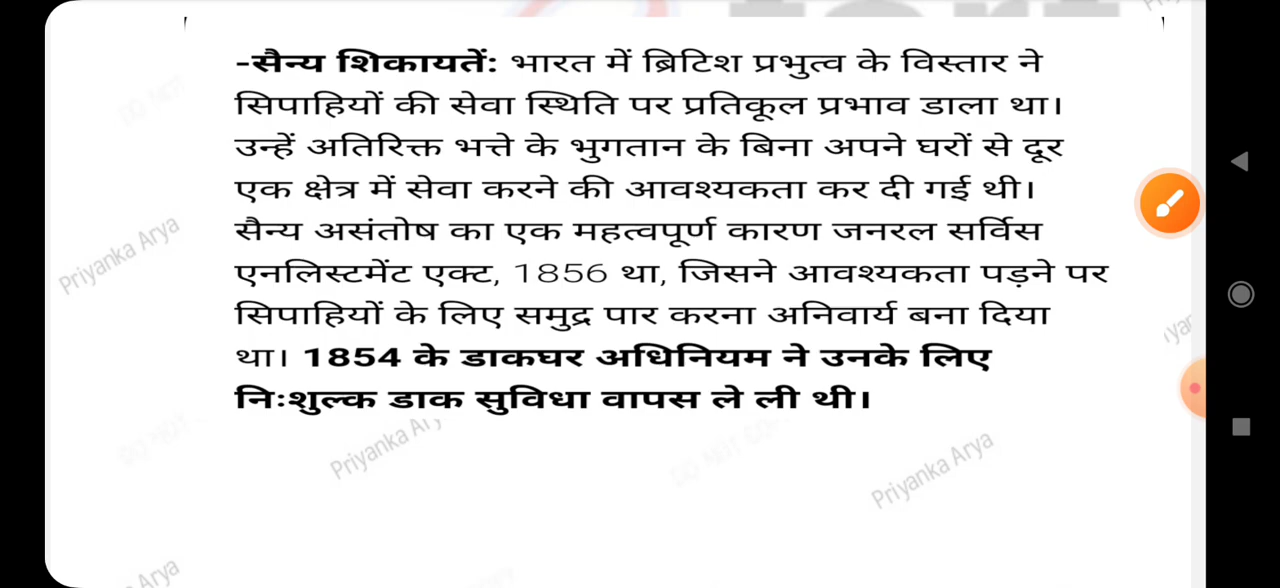 -सैन्य शिकायतें: भारत में ब्रिटिश प्रभुत्व के विस्तार ने
सिपाहियों की सेवा स्थिति पर प्रतिकूल प्रभाव डाला था।
उन्हें अतिरिक्त भत्ते के भुगतान के बिना अपने घरों से दूर
एक क्षेत्र में सेवा करने की आवश्यकता कर दी गई थी।
सैन्य असंतोष का एक महत्वपूर्ण कारण जनरल सर्विस
एनलिस्टमेंट एक्ट, 1856 था, जिसने आवश्यकता पड़ने पर
सिपाहियों के लिए समुद्र पार करना अनिवार्य बना दिया
था। 1854 के डाकघर अधिनियम ने उनके लिए
निःशुल्क डाक सुविधा वापस ले ली थी।
Priyanka Arya
Priyanka Ary
Priyanka Arya
Arya